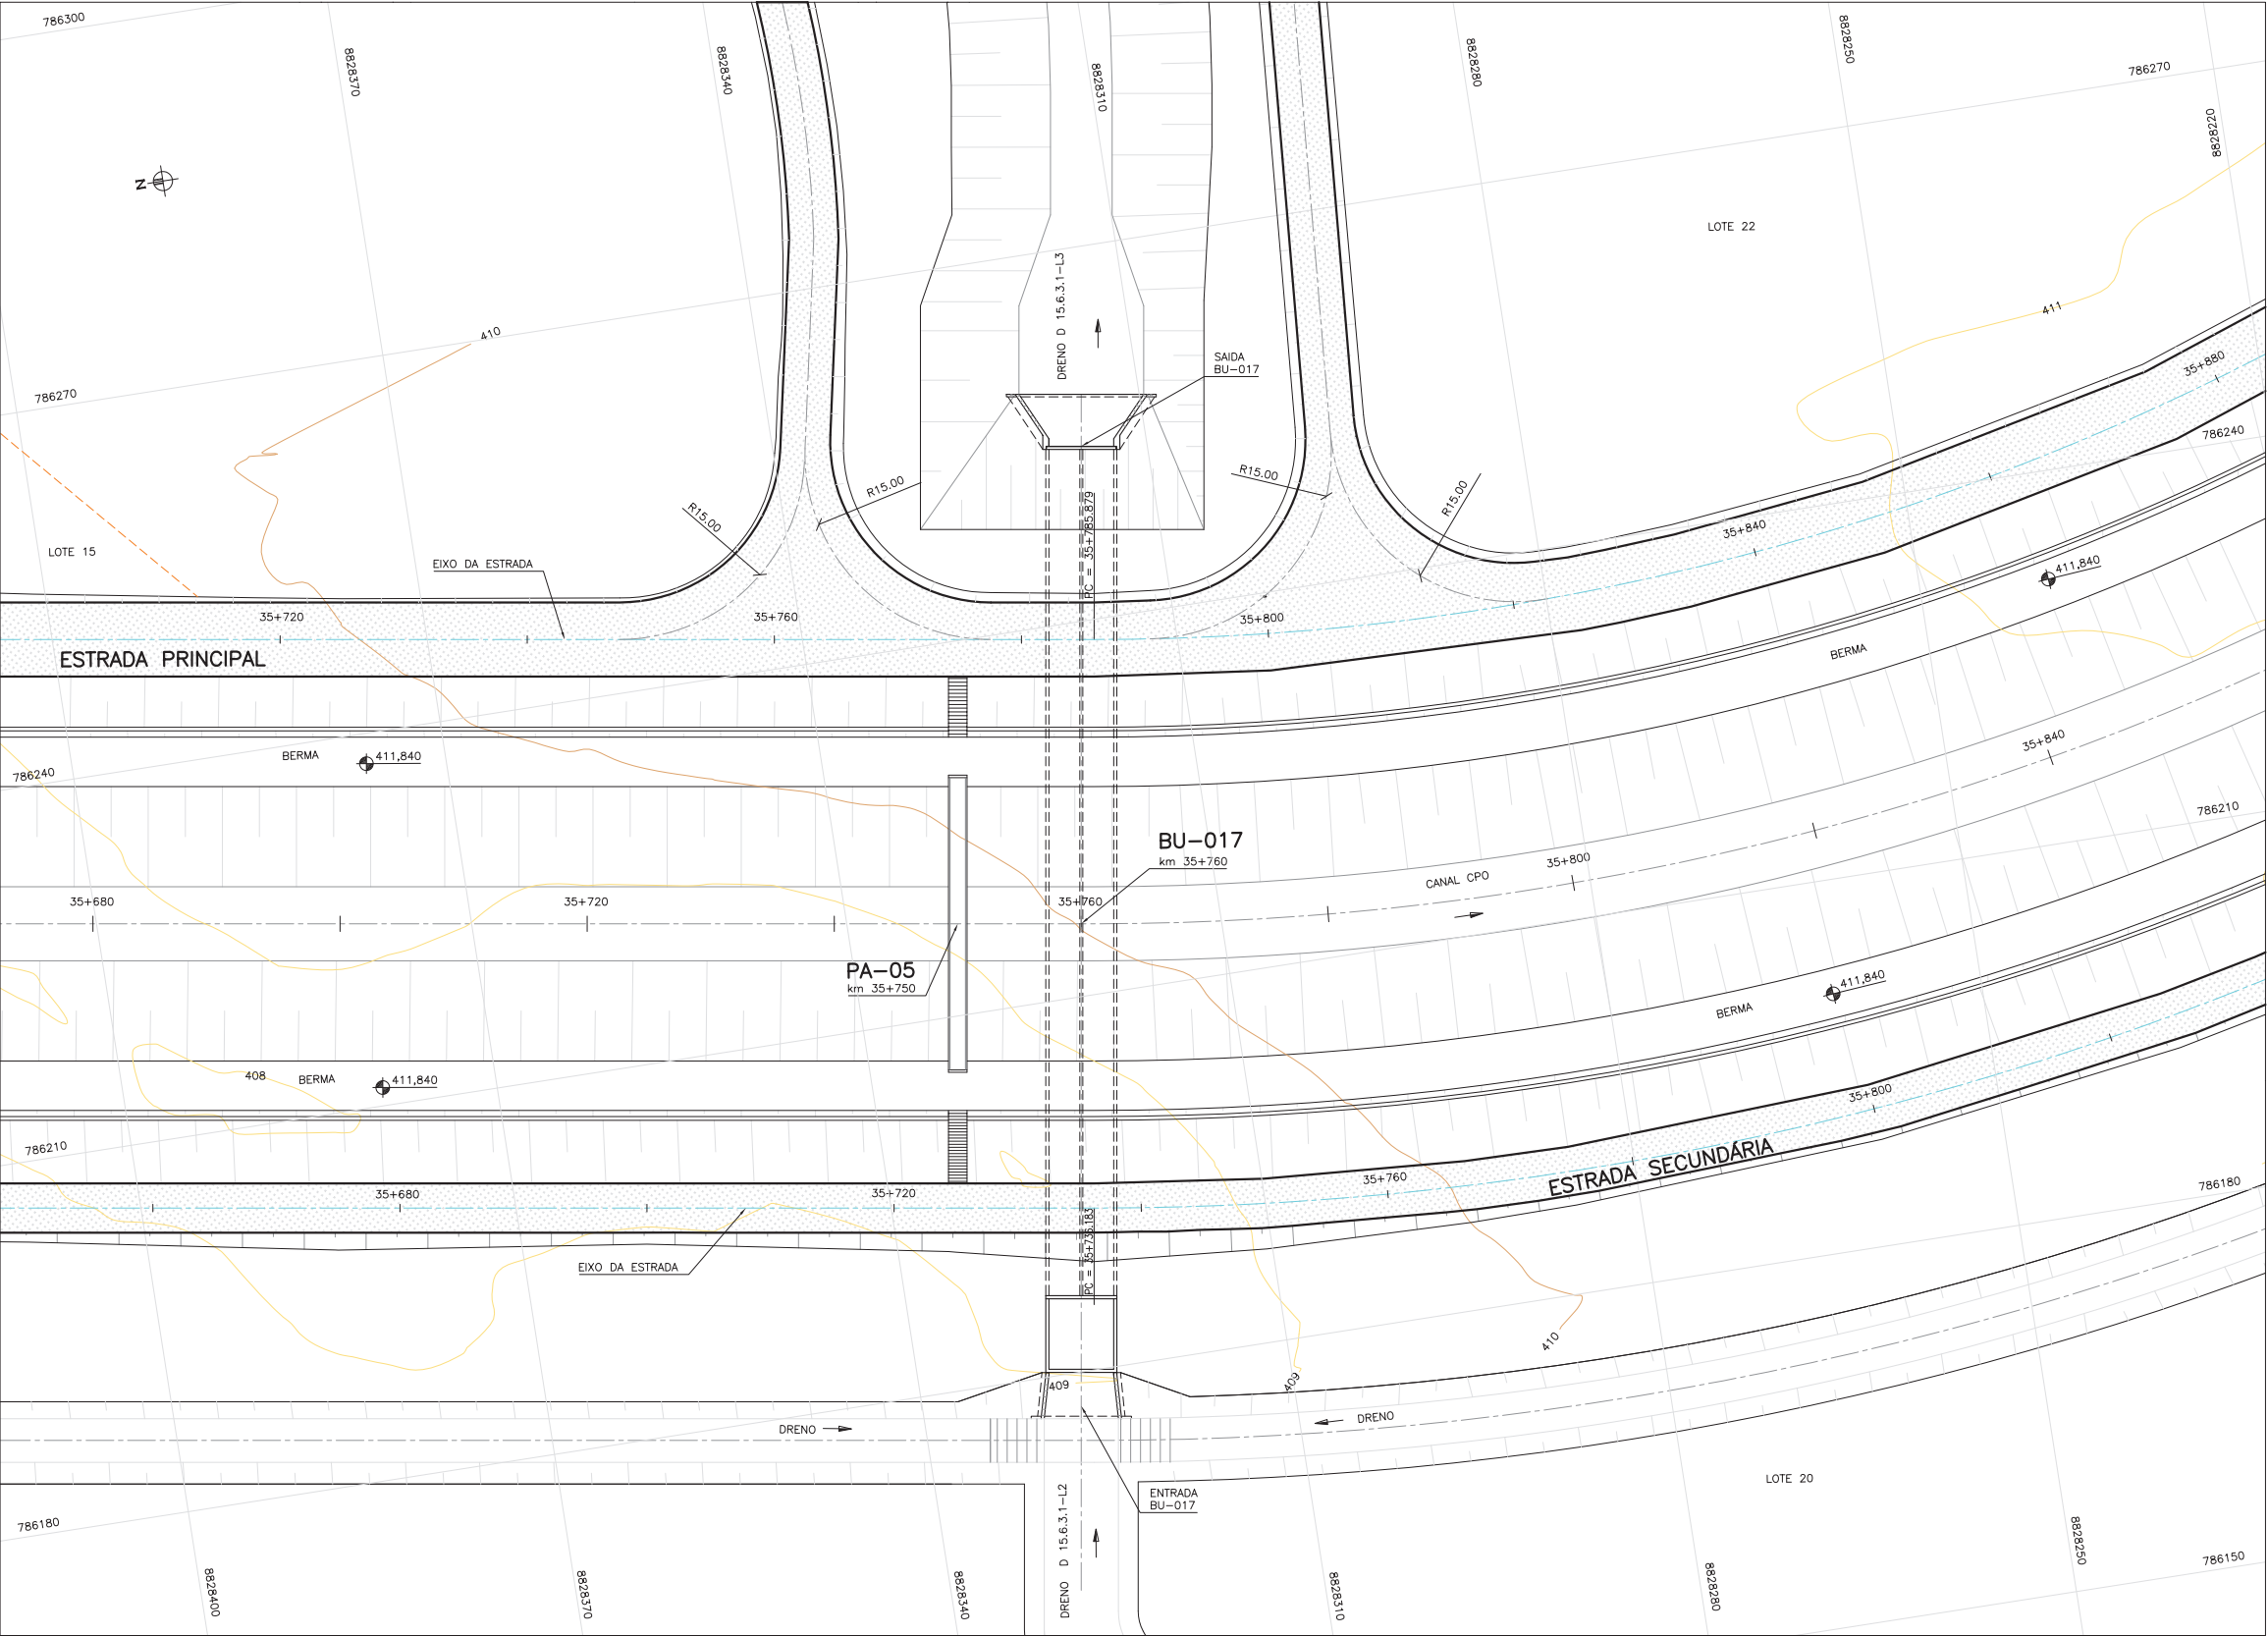 786300
8828370
8828340
8828310
8828280
8828250
786270
8828220
N
LOTE 22
410
DRENO D 15.6.3.1-L3
411
SAIDA
BU-017
35+880
786270
786240
R15.00
R15.00
R15.00
R15.00
LOTE 15
EIXO DA ESTRADA
PC = 35+785.879
35+840
411,840
35+720
35+760
35+800
ESTRADA PRINCIPAL
BERMA
BERMA
411,840
786240
35+840
786210
BU-017
km 35+760
CANAL CPO
35+800
35+680
35+720
35+760
PA-05
km 35+750
411,840
BERMA
408
BERMA
411,840
35+800
786210
ESTRADA SECUNDÁRIA
35+680
35+720
35+760
786180
PC = 35+735.183
EIXO DA ESTRADA
410
409
409
DRENO
DRENO
LOTE 20
ENTRADA
BU-017
DRENO D 15.6.3.1-L2
786180
786150
8828400
8828370
8828340
8828310
8828280
8828250